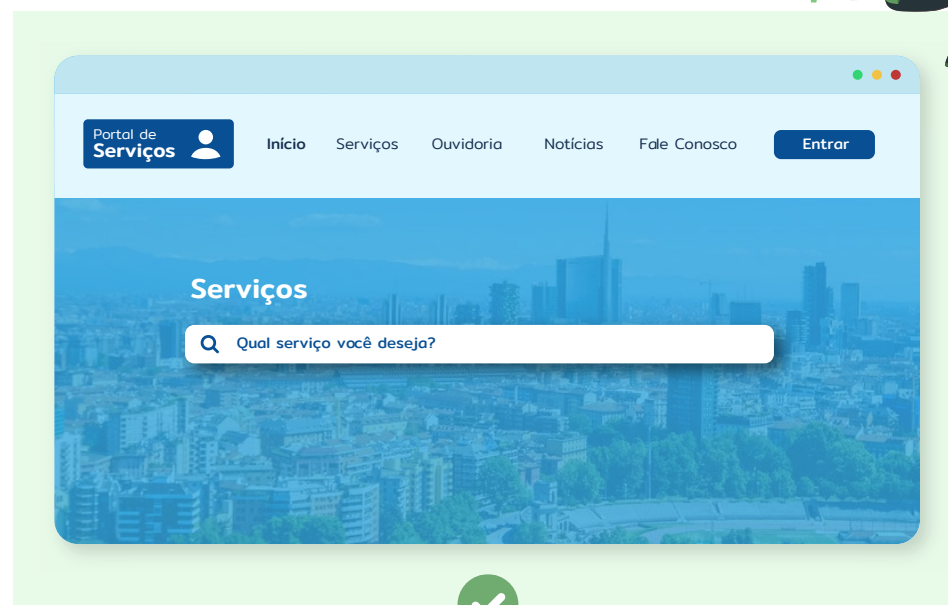 Portal de
Serviços
Início Serviços Ouvidoria Notícias Fale Conosco Entrar
Serviços
Qual serviço você deseja?